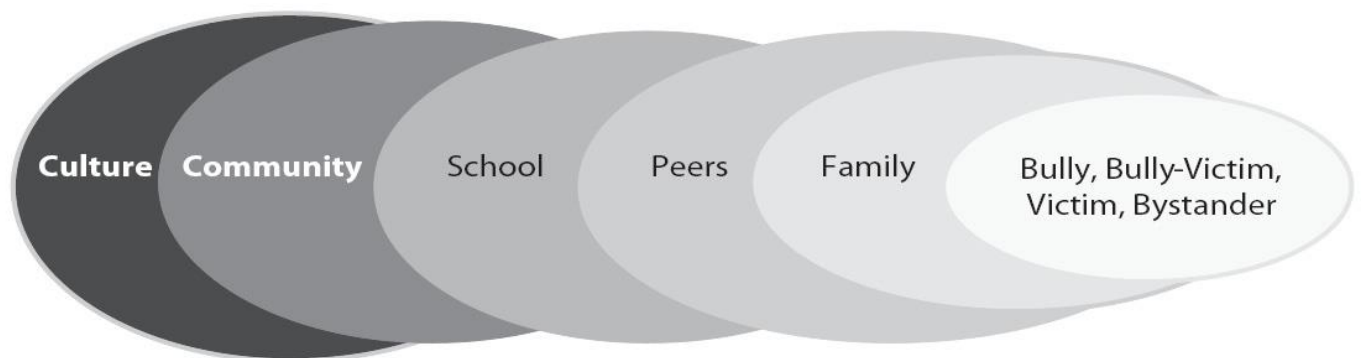 Culture
Community
School
Peers
Family
Bully, Bully-Victim,
Victim, Bystander